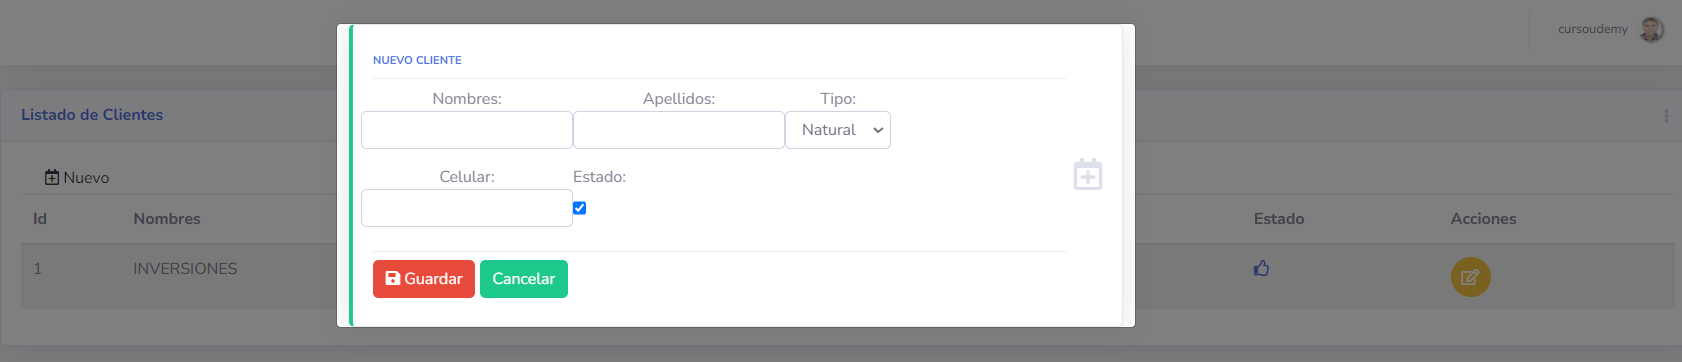 cursoudemy
NUEVO CLIENTE
Nombres: Apellidos: Tipo:
Natural
Celular: Estado:
Guardar Cancelar
Listado de Clientes
Nuevo
Id Nombres Estado Acciones
1 INVERSIONES